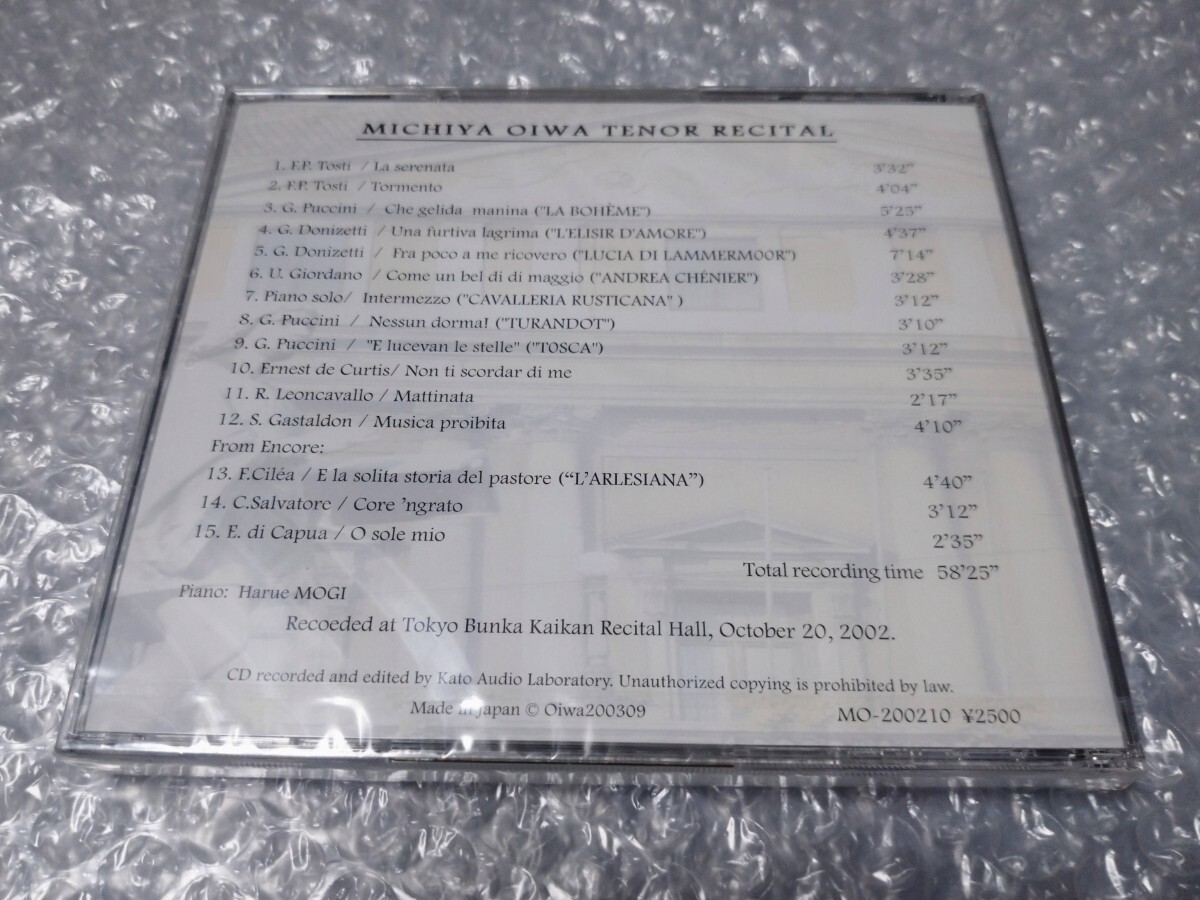 MICHIYA OIWA TENOR RECITAL
1. F.P. Tosti / La serenata 3'32"
2. F.P. Tosti / Tormento 4'04"
3. G. Puccini / Che gelida manina ("LA BOHÈME") 5'25"
4. G. Donizetti / Una furtiva lagrima ("L'ELISIR D'AMORE") 4'37"
5. G. Donizetti / Fra poco a me ricovero ("LUCIA DI LAMMERMOOR") 7'14"
6. U. Giordano / Come un bel di di maggio ("ANDREA CHÉNIER") 3'28"
7. Piano solo/ Intermezzo ("CAVALLERIA RUSTICANA" ) 3'12"
8. G. Puccini / Nessun dorma! ("TURANDOT") 3'10"
9. G. Puccini / "E lucevan le stelle" ("TOSCA") 3'12"
10. Ernest de Curtis/ Non ti scordar di me 3'35"
11. R. Leoncavallo / Mattinata 2'17"
12. S. Gastaldon / Musica proibita 4'10"
From Encore:
13. F.Ciléa / E la solita storia del pastore (“L'ARLESIANA”) 4'40”
14. C.Salvatore / Core 'ngrato 3'12”
15. E. di Capua / O sole mio 2'35”
Total recording time 58'25”
Piano: Harue MOGI
Recoeded at Tokyo Bunka Kaikan Recital Hall, October 20, 2002.
CD recorded and edited by Kato Audio Laboratory. Unauthorized copying is prohibited by law.
Made in Japan © Oiwa200309 MO-200210 ¥2500